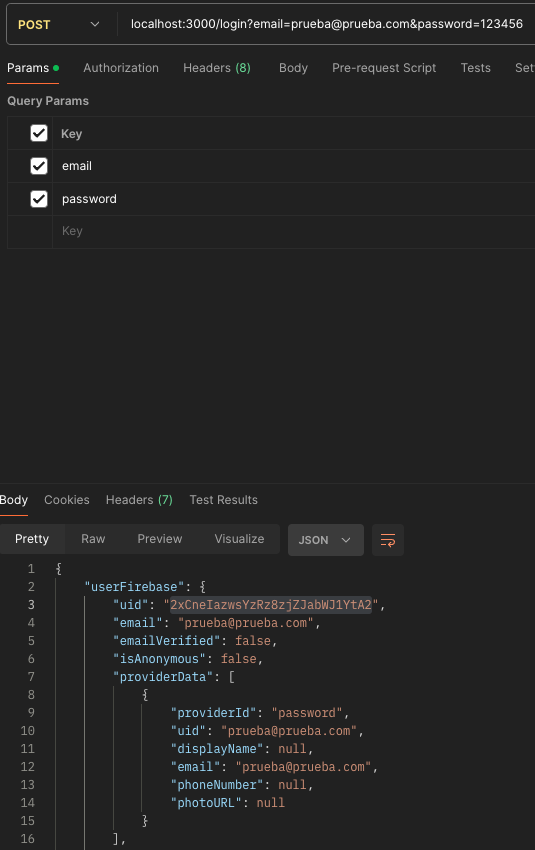 POST localhost:3000/login?email=prueba@prueba.com&password=123456
Params Authorization Headers (8) Body Pre-request Script Tests Set
Query Params
Key
email
password
Key
Body Cookies Headers (7) Test Results
Pretty Raw Preview Visualize JSON
1 {
2 "userFirebase": {
3 "uid": "2xCneIazwsYzRz8zjZJabWJ1YtA2",
4 "email": "prueba@prueba.com",
5 "emailVerified": false,
6 "isAnonymous": false,
7 "providerData": [
8 {
9 "providerId": "password",
10 "uid": "prueba@prueba.com",
11 "displayName": null,
12 "email": "prueba@prueba.com",
13 "phoneNumber": null,
14 "photoURL": null
15 }
16 ],